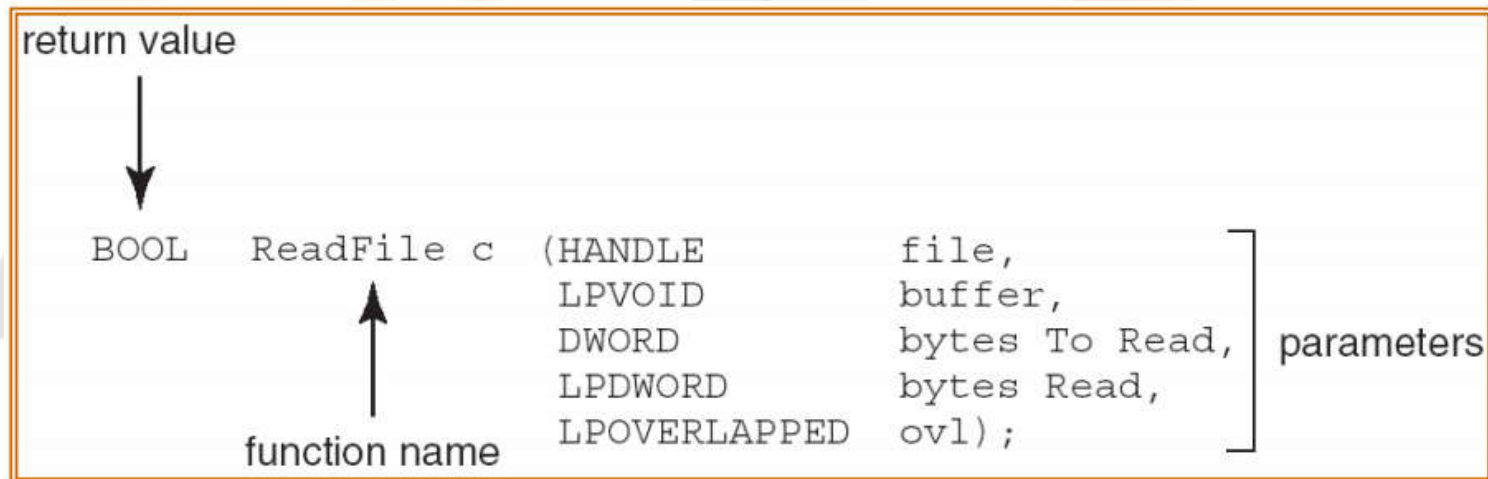 return value
BOOL ReadFile c (HANDLE file,
LPVOID buffer,
DWORD bytes To Read,
LPDWORD bytes Read,
LPOVERLAPPED ovl);
parameters
function name